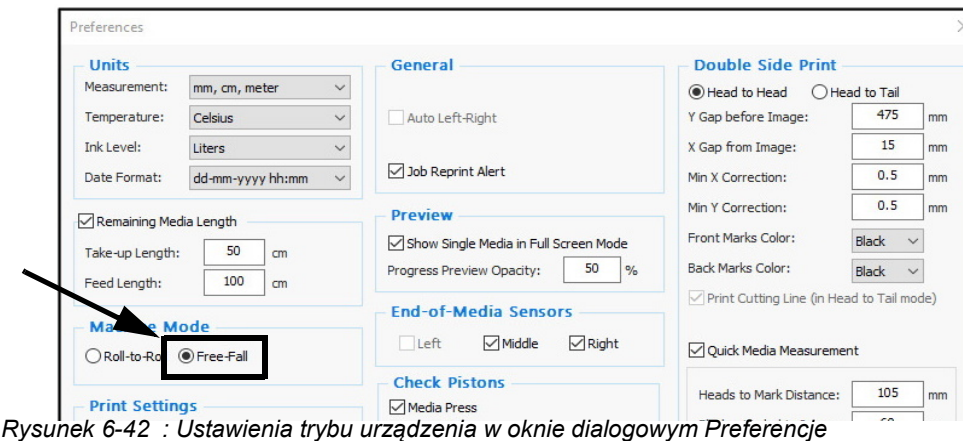 Preferences
Units
Measurement: mm, cm, meter
Temperature: Celsius
Ink Level: Liters
Date Format: dd-mm-yyyy hh:mm
Remaining Media Length
Take-up Length: 50 cm
Feed Length: 100 cm
Mode
Roll-to-Ro Free-Fall
Print Settings
General
Auto Left-Right
Job Reprint Alert
Preview
Show Single Media in Full Screen Mode
Progress Preview Opacity: 50 %
End-of-Media Sensors
Left Middle Right
Check Pistons
Media Press
Double Side Print
Head to Head Head to Tail
Y Gap before Image: 475 mm
X Gap from Image: 15 mm
Min X Correction: 0.5 mm
Min Y Correction: 0.5 mm
Front Marks Color: Black
Back Marks Color: Black
Print Cutting Line (in Head to Tail mode)
Quick Media Measurement
Heads to Mark Distance: 105 mm
Rysunek 6-42 : Ustawienia trybu urządzenia w oknie dialogowym Preferencje